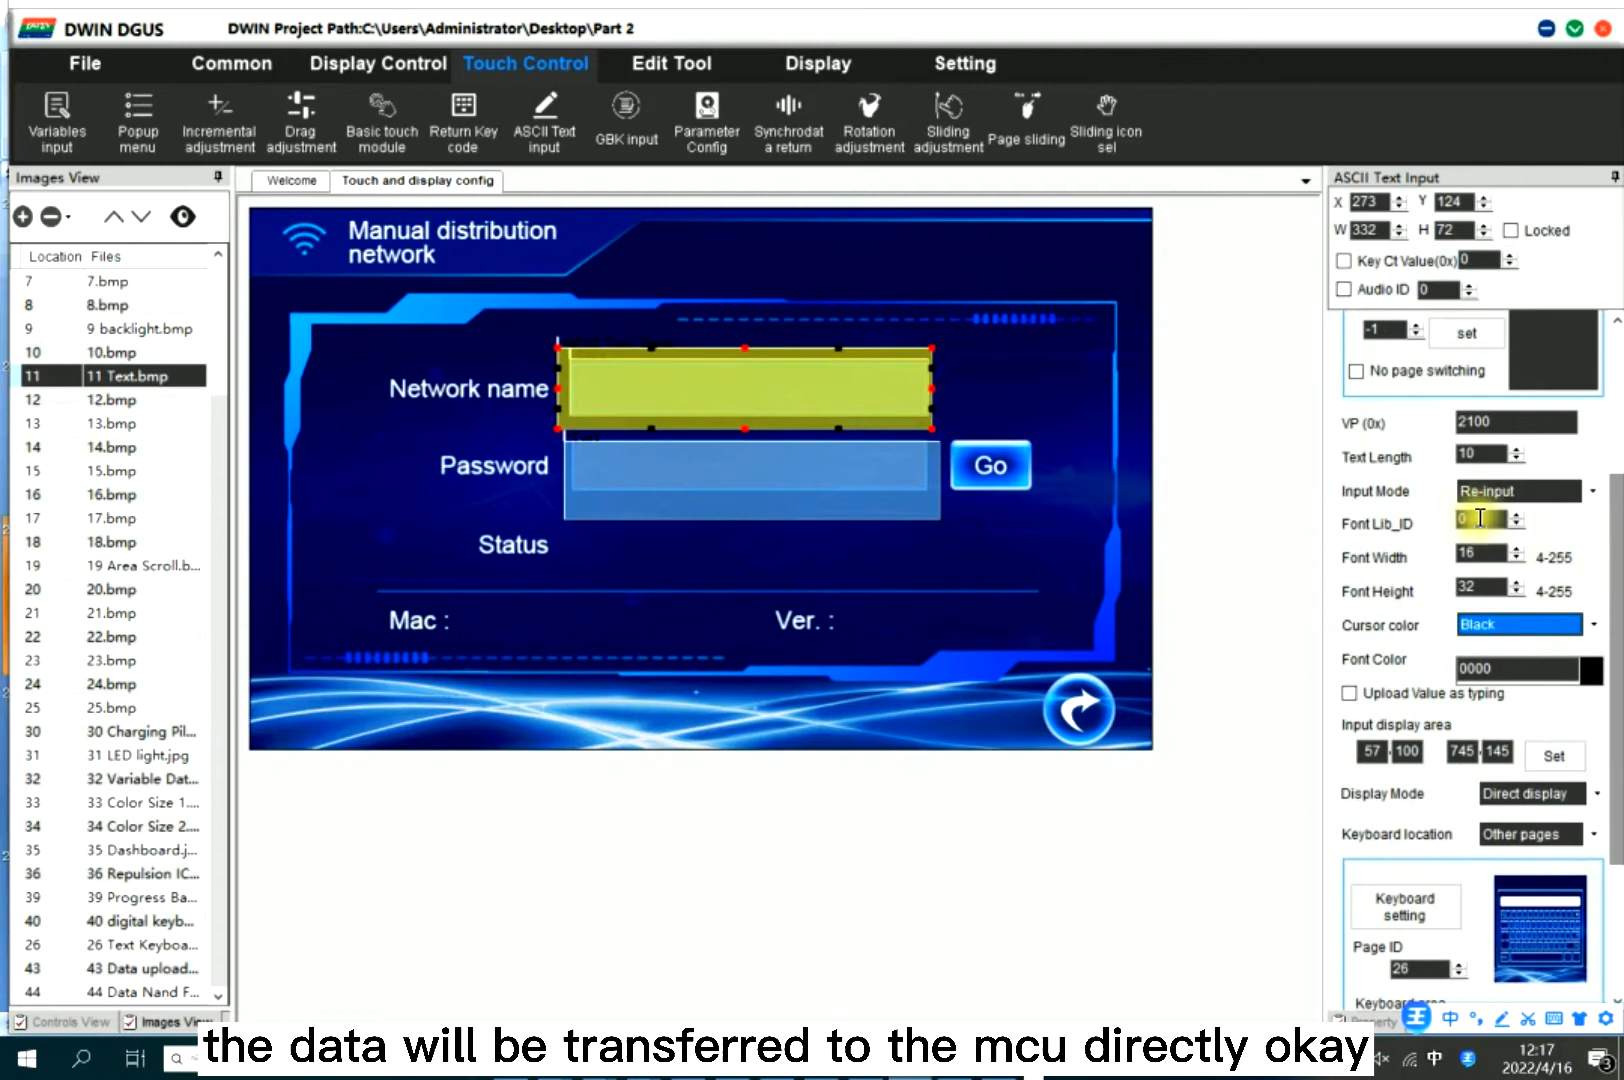 DWIN DGUS
DWIN Project Path:C:\Users\Administrator\Desktop\Part 2
File
Common
Display Control
Touch Control
Edit Tool
Display
Setting
Variables input
Popup menu
Incremental adjustment
Drag adjustment
Basic touch module
Return Key code
ASCII Text input
GBK input
Parameter Config
Synchrodat a return
Rotation adjustment
Sliding adjustment
Page sliding
Sliding icon sel
Images View
Location Files
7 7.bmp
8 8.bmp
9 9 backlight.bmp
10 10.bmp
11 11 Text.bmp
12 12.bmp
13 13.bmp
14 14.bmp
15 15.bmp
16 16.bmp
17 17.bmp
18 18.bmp
19 19 Area Scroll.b...
20 20.bmp
21 21.bmp
22 22.bmp
23 23.bmp
24 24.bmp
25 25.bmp
30 30 Charging Pil...
31 31 LED light.jpg
32 32 Variable Dat...
33 33 Color Size 1....
34 34 Color Size 2....
35 35 Dashboard.j...
36 36 Repulsion IC...
39 39 Progress Ba...
40 40 digital keyb...
26 26 Text Keyboa...
43 43 Data upload...
44 44 Data Nand F...
Controls View
Images View
Welcome
Touch and display config
Manual distribution
network
Network name
Password
Go
Status
Mac :
Ver. :
ASCII Text Input
X 273 Y 124
W 332 H 72 Locked
Key Ct Value(0x) 0
Audio ID 0
-1 set
No page switching
VP (0x) 2100
Text Length 10
Input Mode Re-input
Font Lib_ID 0
Font Width 16 4-255
Font Height 32 4-255
Cursor color Black
Font Color 0000
Upload Value as typing
Input display area
57 100 745 145 Set
Display Mode Direct display
Keyboard location Other pages
Keyboard
setting
Page ID
26
Keyboard area
Property
中
the data will be transferred to the mcu directly okay
中
12:17
2022/4/16
3